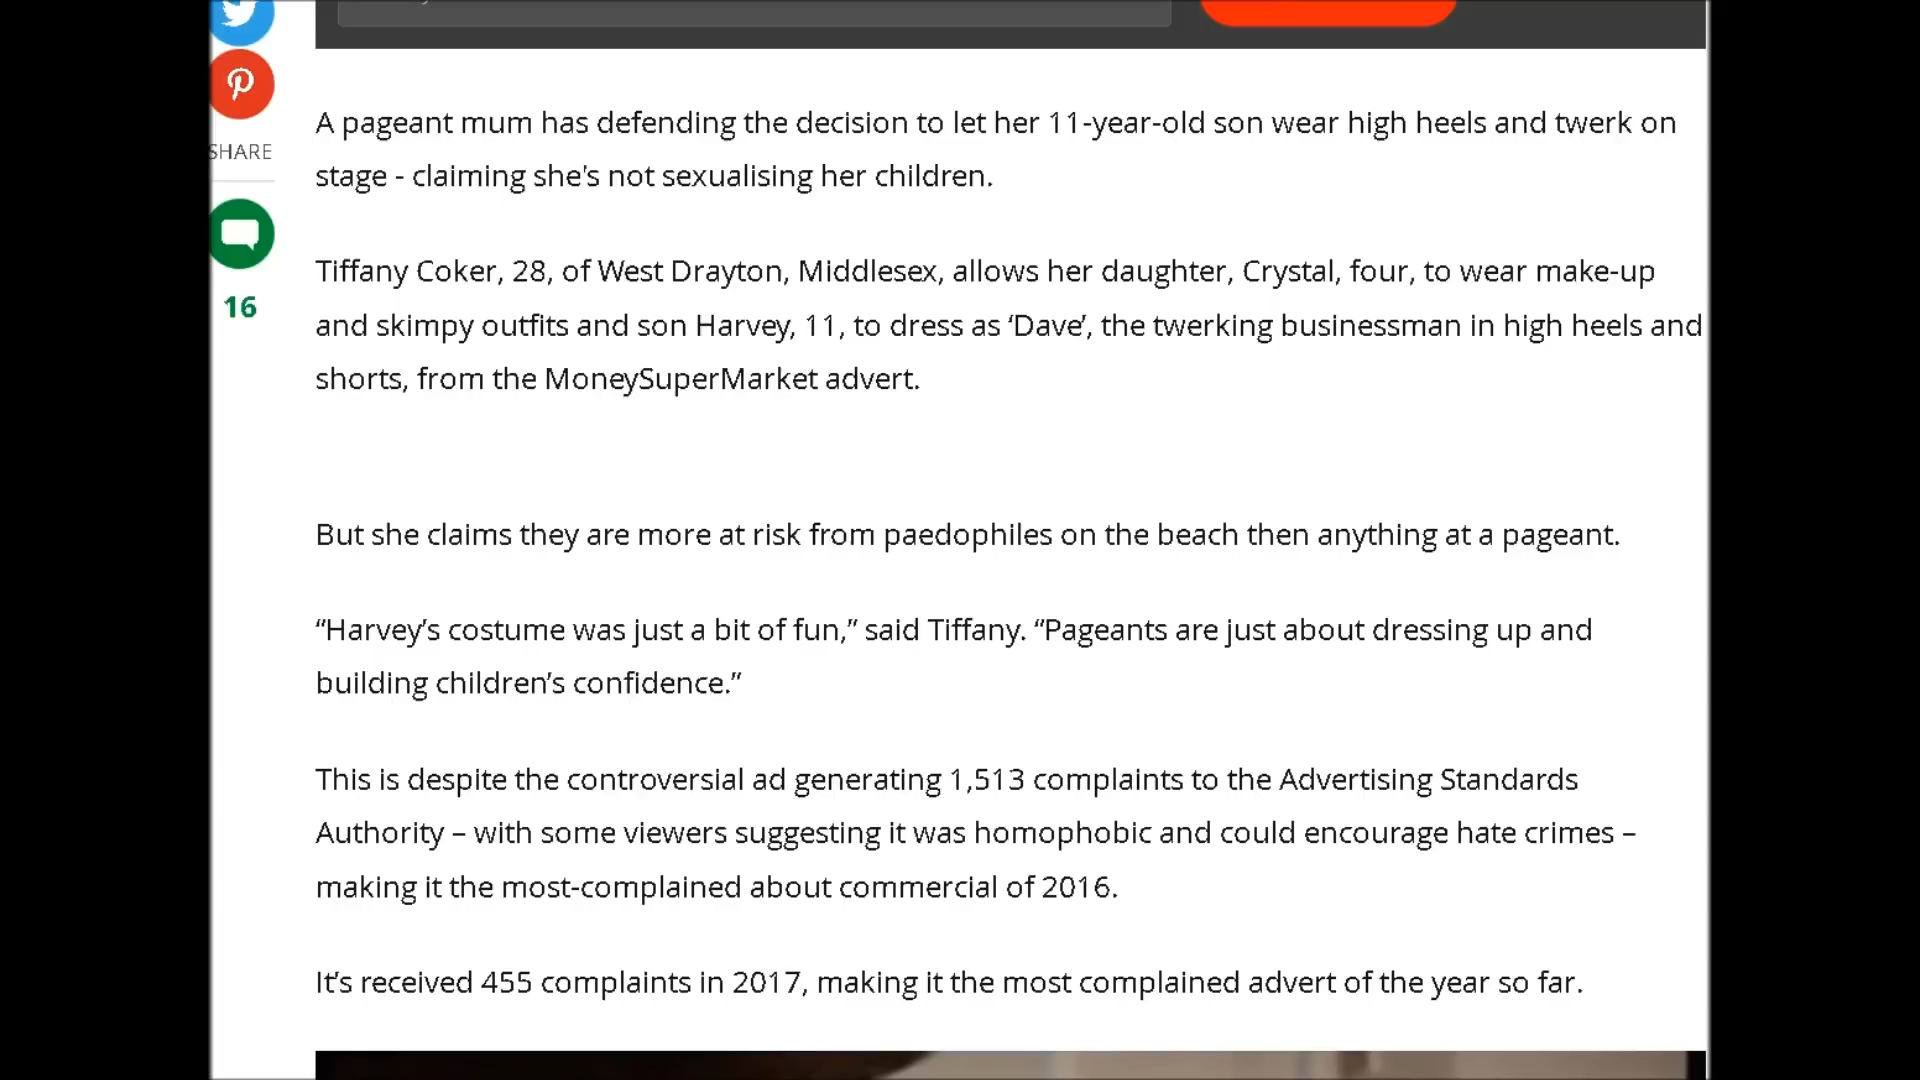 SHARE
16
A pageant mum has defending the decision to let her 11-year-old son wear high heels and twerk on
stage - claiming she's not sexualising her children.
Tiffany Coker, 28, of West Drayton, Middlesex, allows her daughter, Crystal, four, to wear make-up
and skimpy outfits and son Harvey, 11, to dress as ‘Dave’, the twerking businessman in high heels and
shorts, from the MoneySuperMarket advert.
But she claims they are more at risk from paedophiles on the beach then anything at a pageant.
“Harvey’s costume was just a bit of fun,” said Tiffany. “Pageants are just about dressing up and
building children’s confidence.”
This is despite the controversial ad generating 1,513 complaints to the Advertising Standards
Authority – with some viewers suggesting it was homophobic and could encourage hate crimes –
making it the most-complained about commercial of 2016.
It’s received 455 complaints in 2017, making it the most complained advert of the year so far.